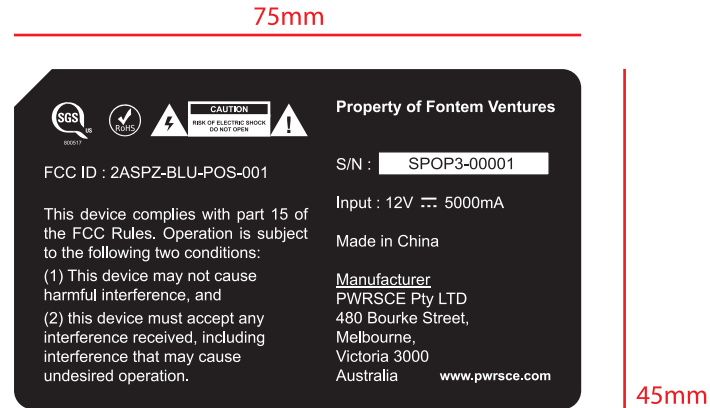 75mm
SGS
US
800517
RoHS
CAUTION
RISK OF ELECTRIC SHOCK
DO NOT OPEN
!
FCC ID : 2ASPZ-BLU-POS-001
This device complies with part 15 of
the FCC Rules. Operation is subject
to the following two conditions:
(1) This device may not cause
harmful interference, and
(2) this device must accept any
interference received, including
interference that may cause
undesired operation.
Property of Fontem Ventures
S/N : SPOP3-00001
Input : 12V ⎓ 5000mA
Made in China
Manufacturer
PWRSCE Pty LTD
480 Bourke Street,
Melbourne,
Victoria 3000
Australia www.pwrsce.com
45mm